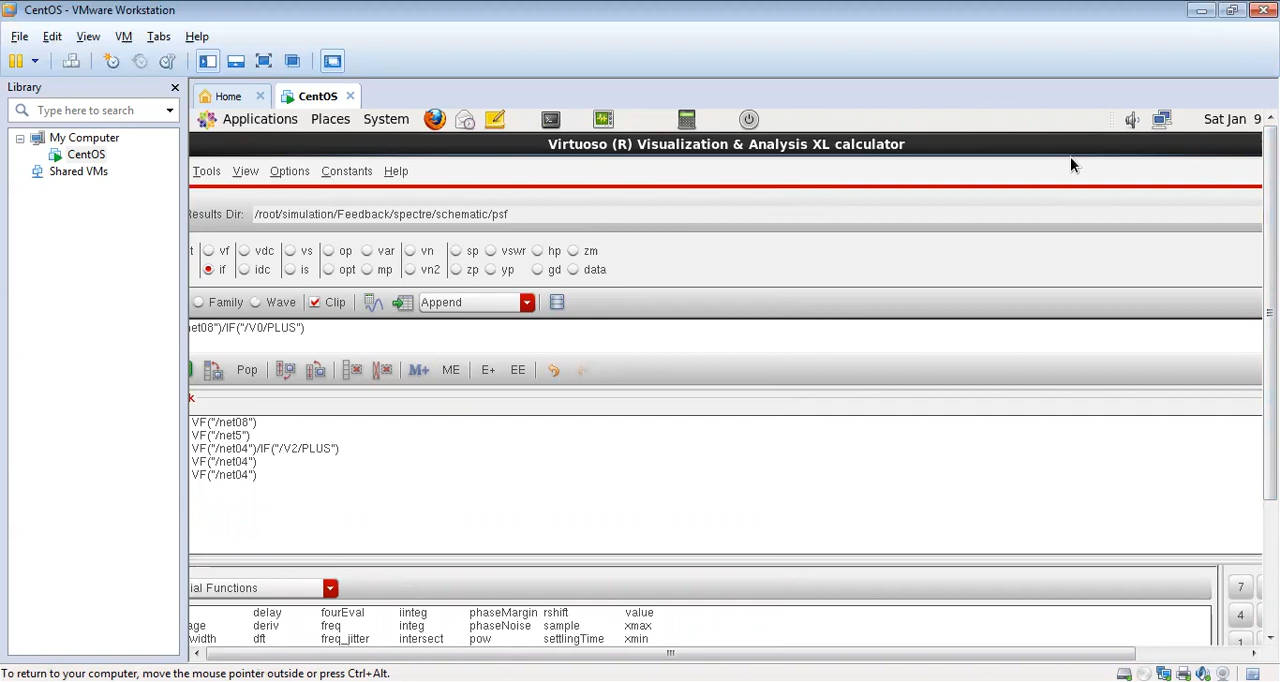 CentOS - VMware Workstation
File Edit View VM Tabs Help
Library
Type here to search
My Computer
CentOS
Shared VMs
Home CentOS
Applications Places System Sat Jan 9
Virtuoso (R) Visualization & Analysis XL calculator
Tools View Options Constants Help
Results Dir: /root/simulation/Feedback/spectre/schematic/psf
t vf vdc vs op var vn sp vswr hp zm
if idc is opt mp vn2 zp yp gd data
Family Wave Clip Append
net08")/IF("/V0/PLUS")
Pop M+ ME E+ EE
k
VF("/net08")
VF("/net5")
VF("/net04")/IF("/V2/PLUS")
VF("/net04")
VF("/net04")
ial Functions 7
delay fourEval iinteg phaseMargin rshift value 4
age deriv freq integ phaseNoise sample xmax
width dft freq_jitter intersect pow settlingTime xmin 1
To return to your computer, move the mouse pointer outside or press Ctrl+Alt.